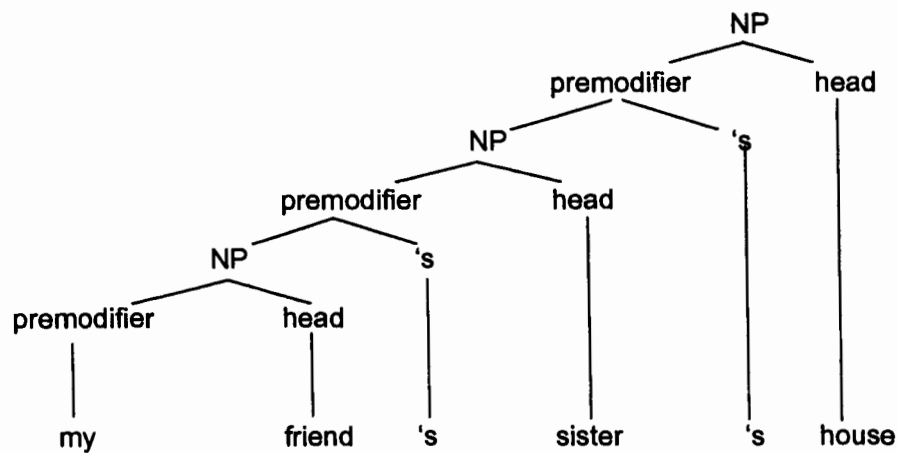 NP
premodifier head
NP ‘s
premodifier head
NP ‘s
premodifier head
my friend ‘s sister ‘s house